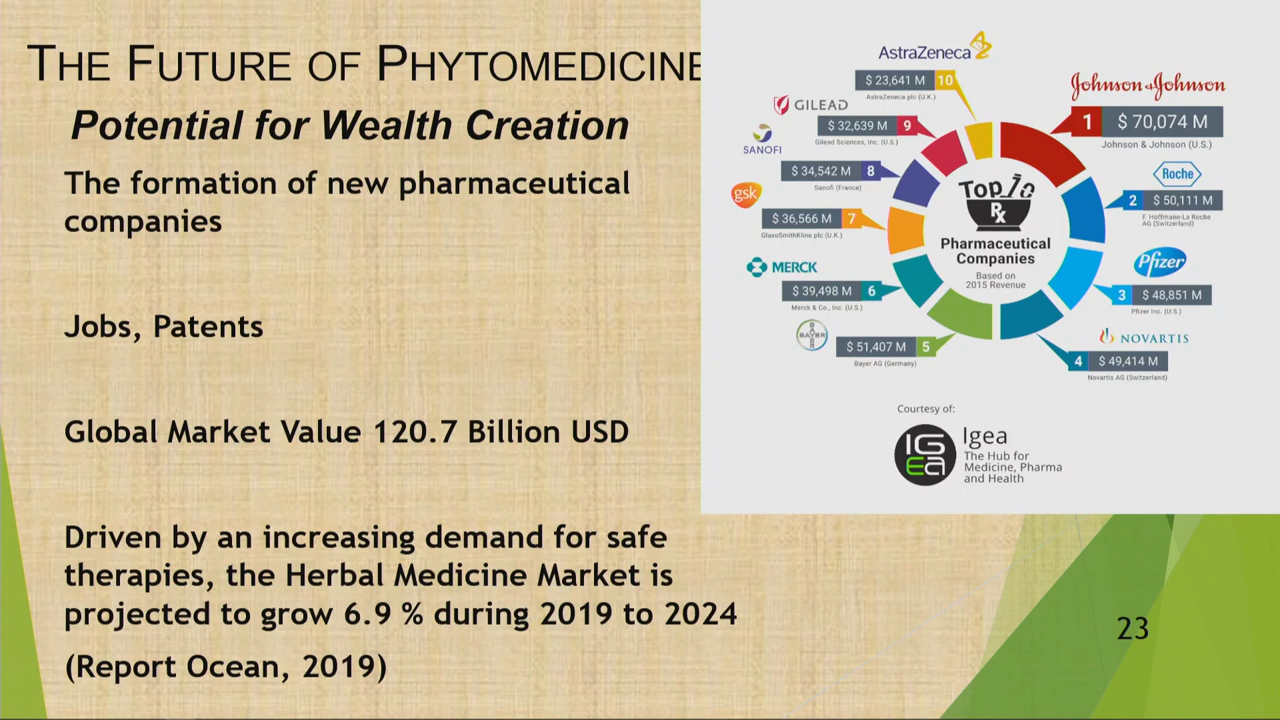 THE FUTURE OF PHYTOMEDICINE
Potential for Wealth Creation
The formation of new pharmaceutical
companies
Jobs, Patents
Global Market Value 120.7 Billion USD
Driven by an increasing demand for safe
therapies, the Herbal Medicine Market is
projected to grow 6.9 % during 2019 to 2024
(Report Ocean, 2019)
AstraZeneca
$ 23,641 M 10
AstraZeneca plc (U.K.)
Johnson & Johnson
1 $ 70,074 M
Johnson & Johnson (U.S.)
GILEAD
$ 32,639 M 9
Gilead Sciences, Inc. (U.S.)
SANOFI
$ 34,542 M 8
Sanofi (France)
Roche
2 $ 50,111 M
F. Hoffmann-La Roche
AG (Switzerland)
gsk
$ 36,566 M 7
GlaxoSmithKline plc (U.K.)
Top 10
Rx
Pharmaceutical
Companies
Based on
2015 Revenue
Pfizer
3 $ 48,851 M
Pfizer Inc. (U.S.)
MERCK
$ 39,498 M 6
Merck & Co., Inc. (U.S.)
BAYER
$ 51,407 M 5
Bayer AG (Germany)
NOVARTIS
4 $ 49,414 M
Novartis AG (Switzerland)
Courtesy of:
IGEa
Igea
The Hub for
Medicine, Pharma
and Health
23